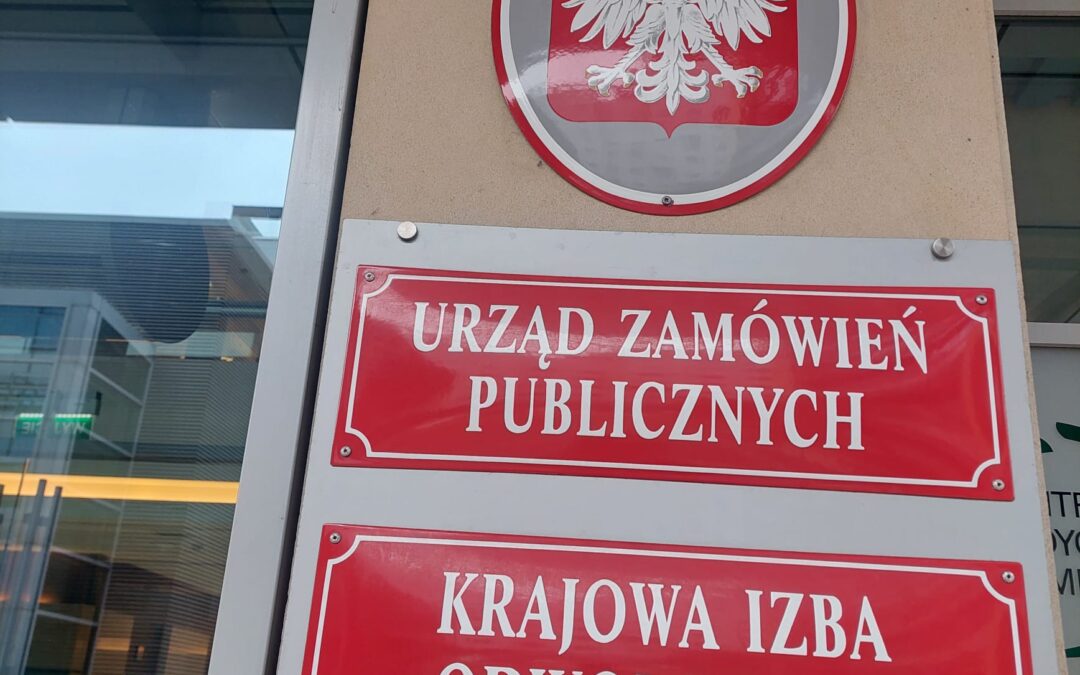 URZĄD ZAMÓWIEŃ
PUBLICZNYCH
KRAJOWA IZBA